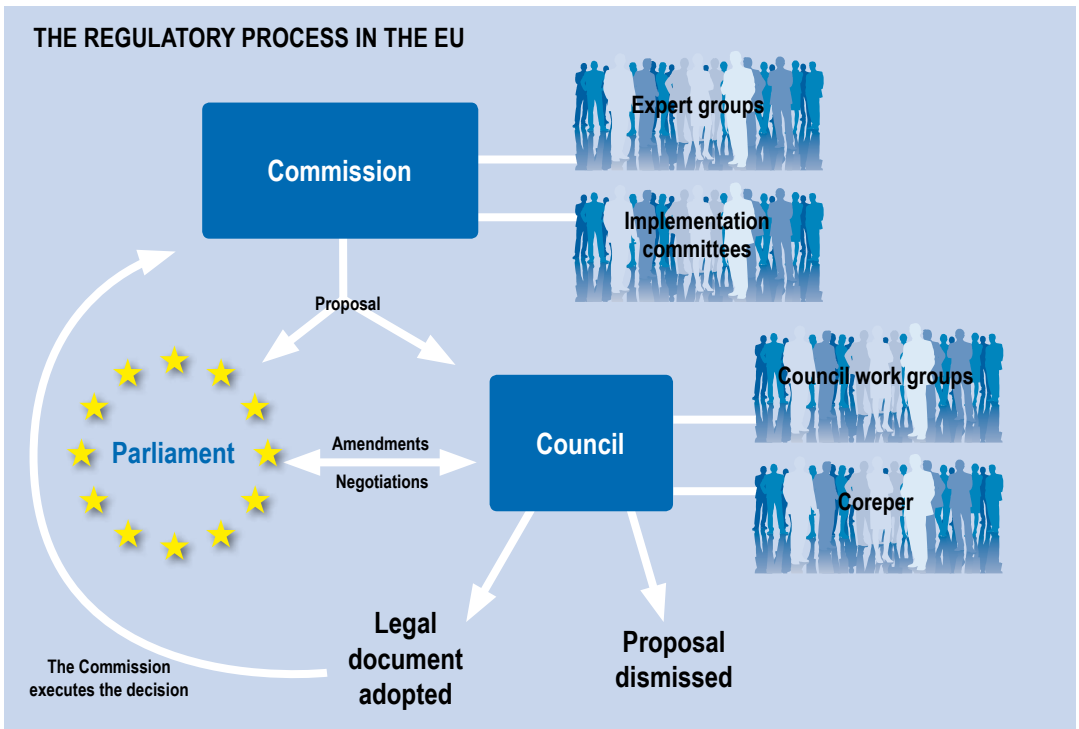 THE REGULATORY PROCESS IN THE EU
Expert groups
Commission
Implementation
committees
Proposal
Council work groups
Parliament
Amendments
Negotiations
Council
Coreper
Legal
document
adopted
Proposal
dismissed
The Commission
executes the decision